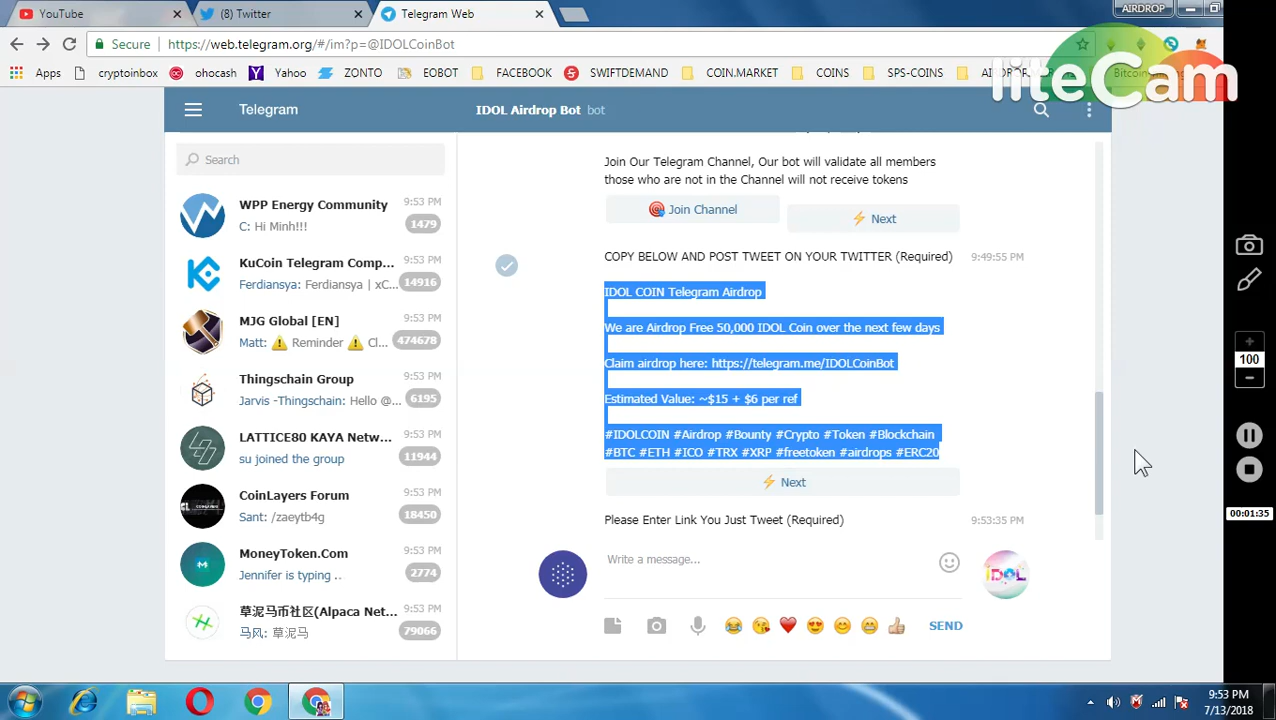 YouTube
(8) Twitter
Telegram Web
AIRDROP
Secure
https://web.telegram.org/#/im?p=@IDOLCoinBot
Apps
cryptoinbox
ohocash
Yahoo
ZONE
EOBOT
FACEBOOK
SWIFTDEMAND
COIN.MARKET
COINS
SPS-COINS
liteCam
Telegram
IDOL Airdrop Bot bot
Search
WPP Energy Community
9:53 PM
C: Hi Minh!!!
1479
KuCoin Telegram Comp...
9:53 PM
Ferdiansya: Ferdiansya | xC...
14916
MJG Global [EN]
9:53 PM
Matt: ⚠ Reminder ⚠ Cl...
474678
Thingschain Group
9:53 PM
Jarvis -Thingschain: Hello @...
6195
LATTICE80 KAYA Netw...
9:53 PM
su joined the group
11944
CoinLayers Forum
9:53 PM
Sant: /zaeytb4g
18450
MoneyToken.Com
9:53 PM
Jennifer is typing ..
2774
草泥马币社区(Alpaca Net...
9:53 PM
马风: 草泥马
79066
Join Our Telegram Channel, Our bot will validate all members
those who are not in the Channel will not receive tokens
🎯 Join Channel
⚡ Next
COPY BELOW AND POST TWEET ON YOUR TWITTER (Required)
9:49:55 PM
IDOL COIN Telegram Airdrop
We are Airdrop Free 50,000 IDOL Coin over the next few days
Claim airdrop here: https://telegram.me/IDOLCoinBot
Estimated Value: ~$15 + $6 per ref
#IDOLCOIN #Airdrop #Bounty #Crypto #Token #Blockchain
#BTC #ETH #ICO #TRX #XRP #freetoken #airdrops #ERC20
⚡ Next
Please Enter Link You Just Tweet (Required)
9:53:35 PM
Write a message...
IDOL
SEND
100
00:01:35
9:53 PM
7/13/2018